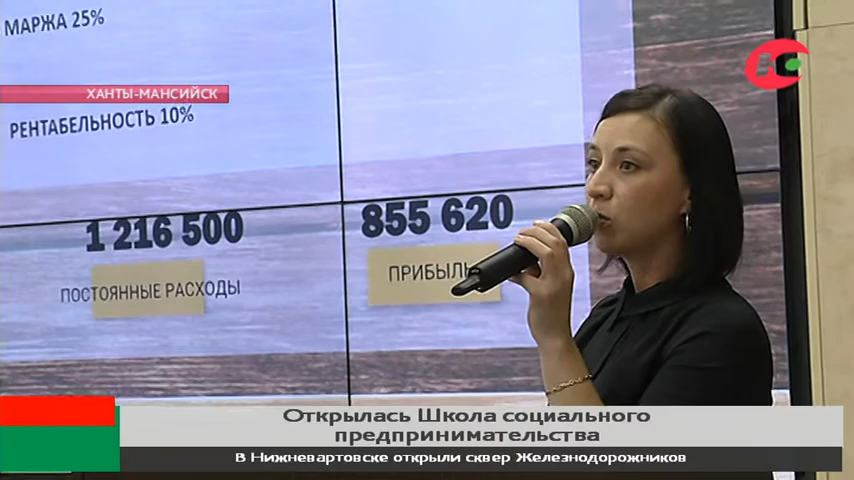 МАРЖА 25%
ХАНТЫ-МАНСИЙСК
РЕНТАБЕЛЬНОСТЬ 10%
1 216 500
855 620
ПОСТОЯННЫЕ РАСХОДЫ
ПРИБЫЛЬ
Открылась Школа социального
предпринимательства
В Нижневартовске открыли сквер Железнодорожников